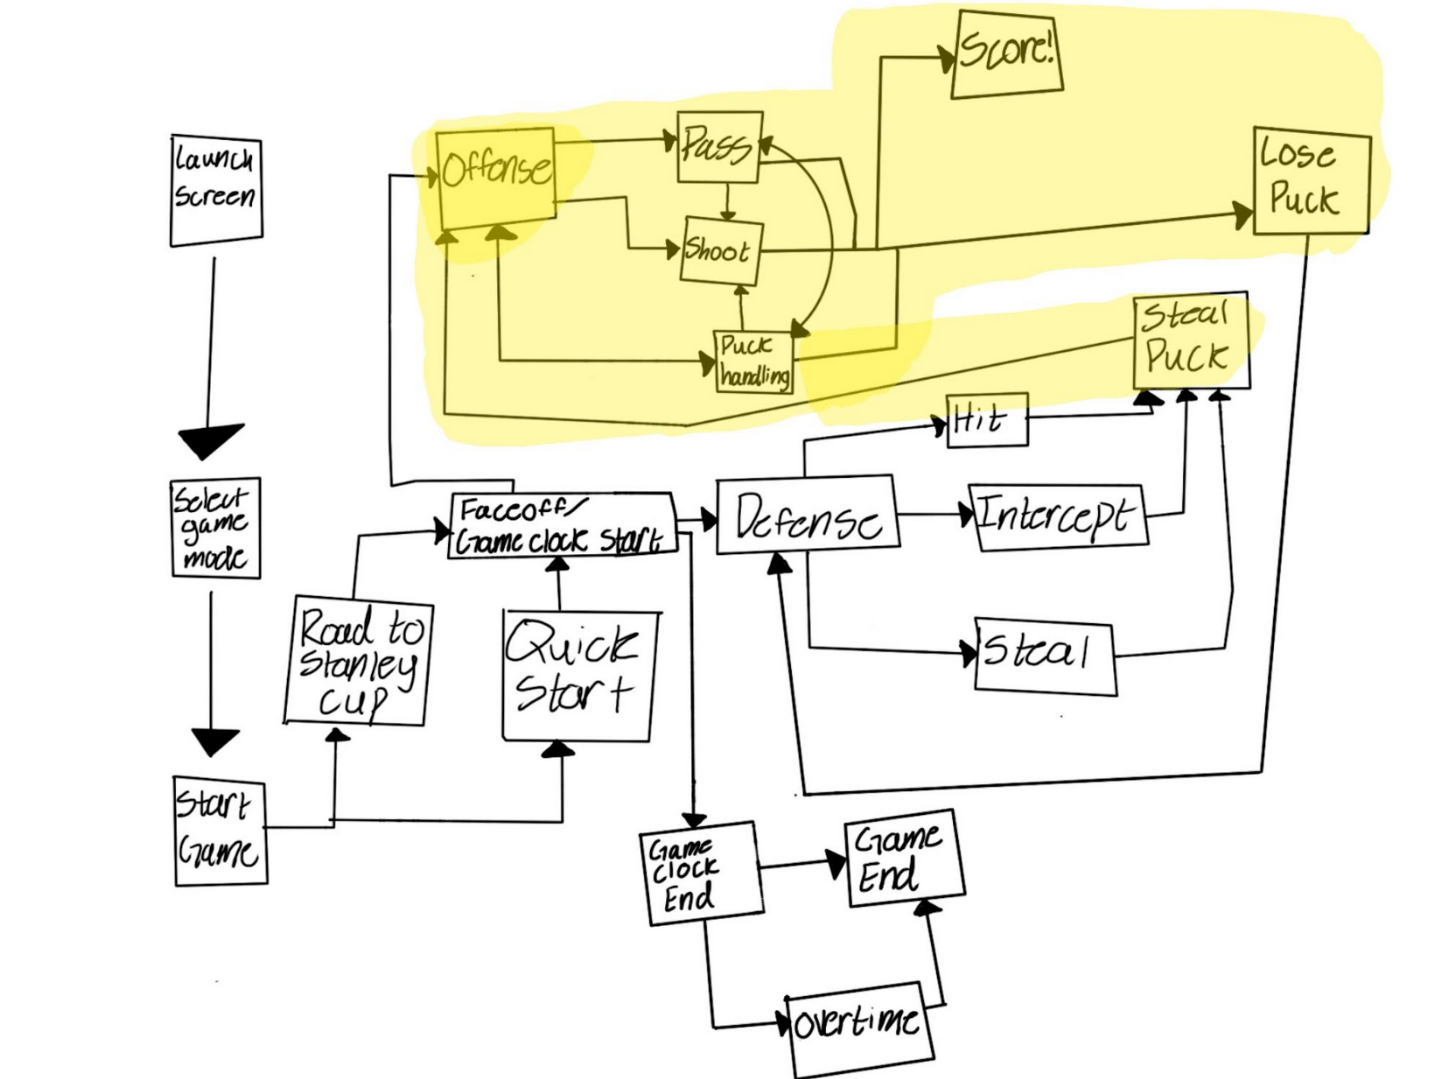 Score!
Offense
Pass
Lose
Puck
Launch
Screen
Shoot
Steal
Puck
Puck
handling
Hit
Select
game
mode
Faceoff/
Game clock Start
Defense
Intercept
Road to
Stanley
CUP
Quick
Start
Steal
Start
Game
Game
Clock
End
Game
End
Overtime